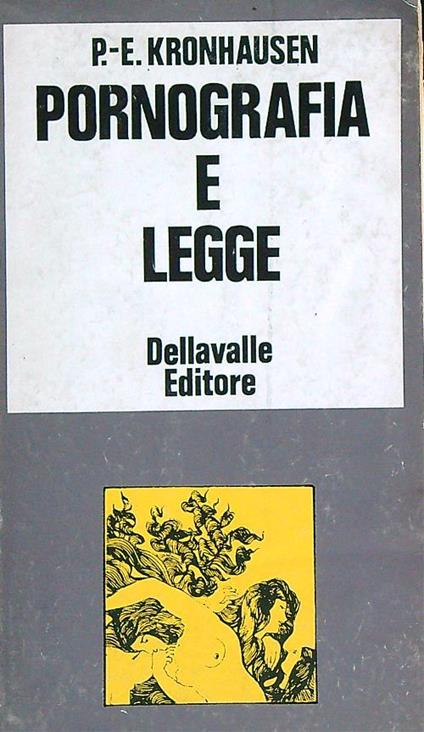 P.-E. KRONHAUSEN
PORNOGRAFIA
E
LEGGE
Dellavalle
Editore